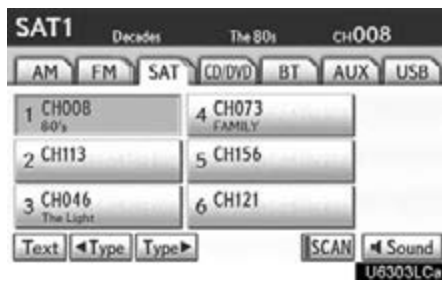 SAT1 Decades The 80s CH008
AM FM SAT CD/DVD BT AUX USB
1 CH008 4 CH073
80's FAMILY
2 CH113 5 CH156
3 CH046 6 CH121
The Light
Text ◄Type Type► SCAN Sound
U6303LCa